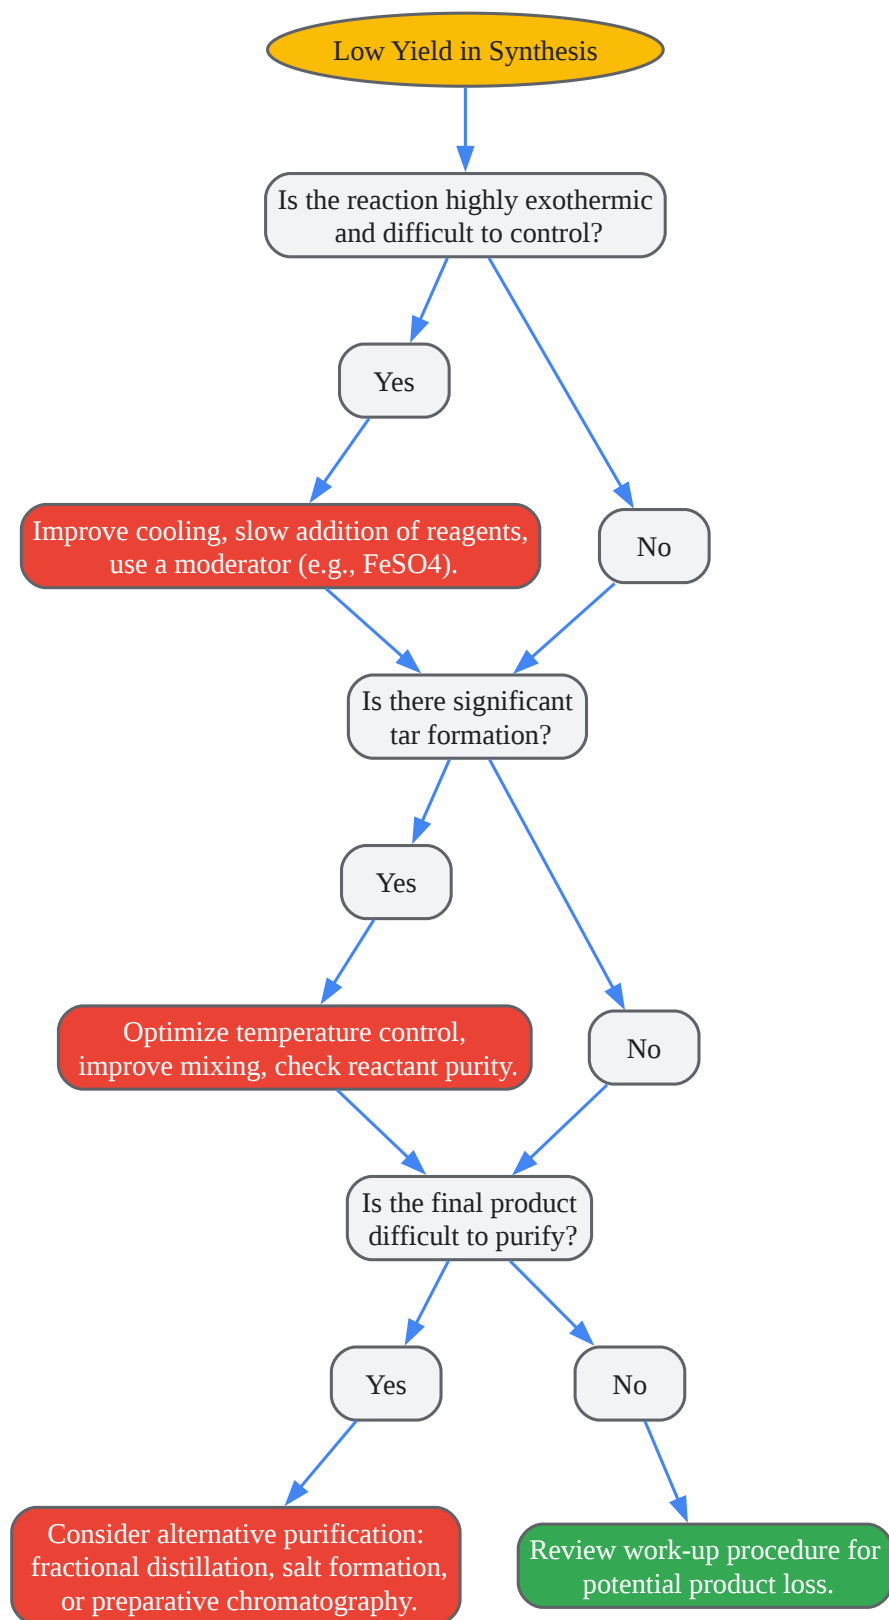 Low Yield in Synthesis
Is the reaction highly exothermic
and difficult to control?
Yes
Improve cooling, slow addition of reagents,
use a moderator (e.g., FeSO4).
No
Is there significant
tar formation?
Yes
Optimize temperature control,
improve mixing, check reactant purity.
No
Is the final product
difficult to purify?
Yes
No
Consider alternative purification:
fractional distillation, salt formation,
or preparative chromatography.
Review work-up procedure for
potential product loss.